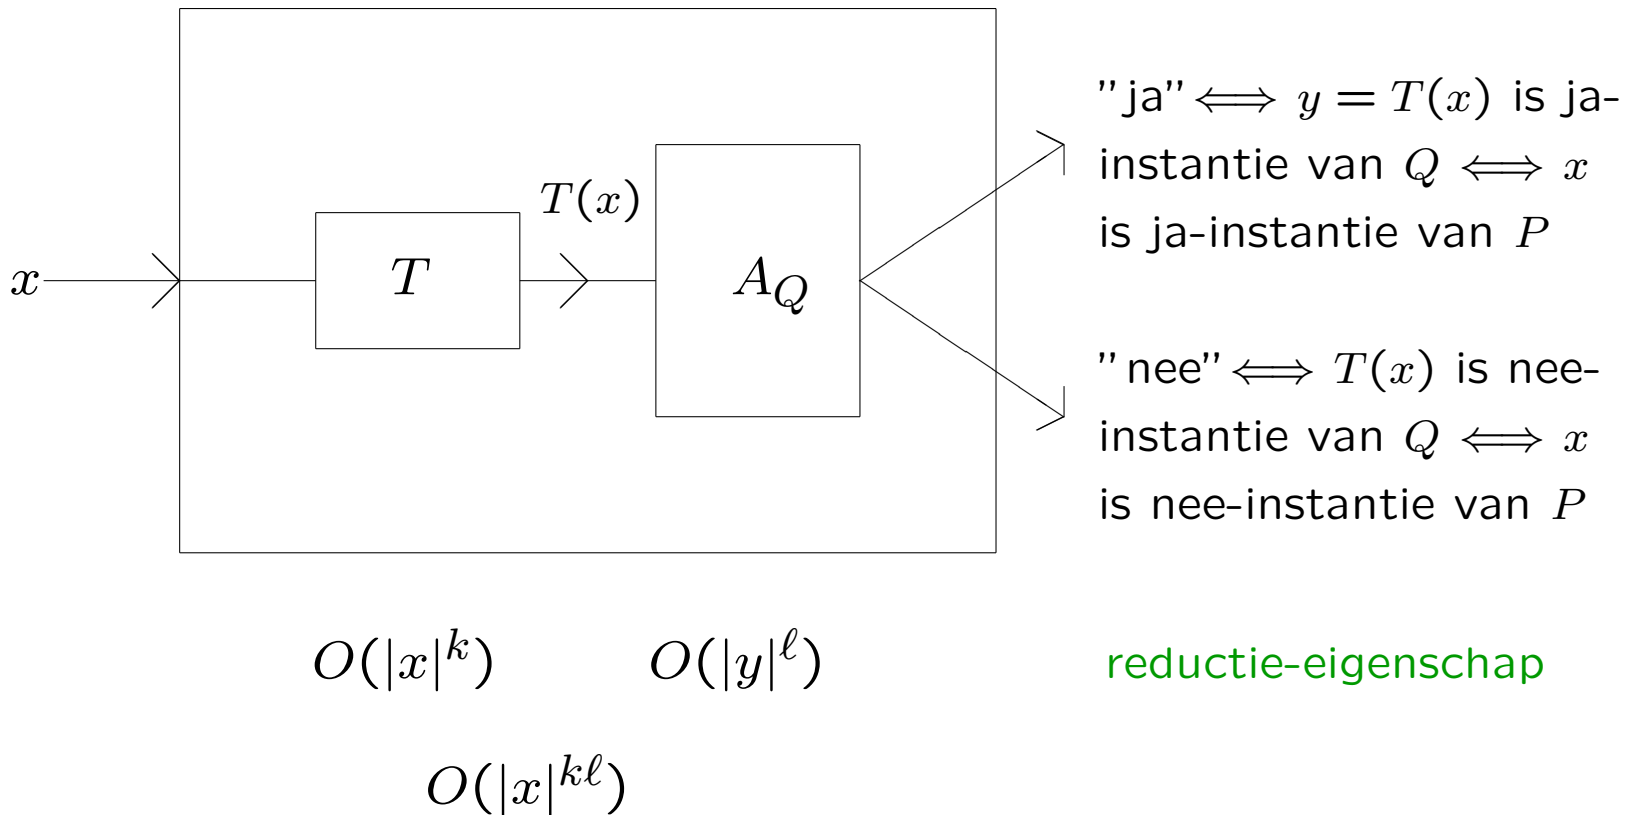 "ja" ⟺ y = T(x) is ja-
instantie van Q ⟺ x
is ja-instantie van P
T(x)
x
T
A_Q
"nee" ⟺ T(x) is nee-
instantie van Q ⟺ x
is nee-instantie van P
O(|x|^k)
O(|y|^ℓ)
reductie-eigenschap
O(|x|^{kℓ})